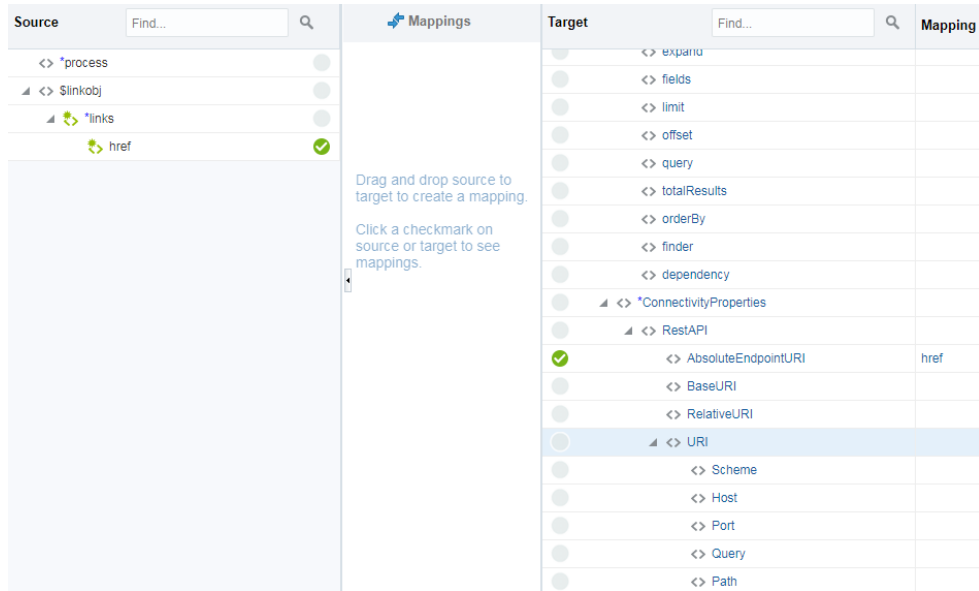 Source
Find...
Mappings
Target
Find...
Mapping
*process
$linkobj
*links
href
Drag and drop source to
target to create a mapping.
Click a checkmark on
source or target to see
mappings.
expand
fields
limit
offset
query
totalResults
orderBy
finder
dependency
*ConnectivityProperties
RestAPI
AbsoluteEndpointURI href
BaseURI
RelativeURI
URI
Scheme
Host
Port
Query
Path